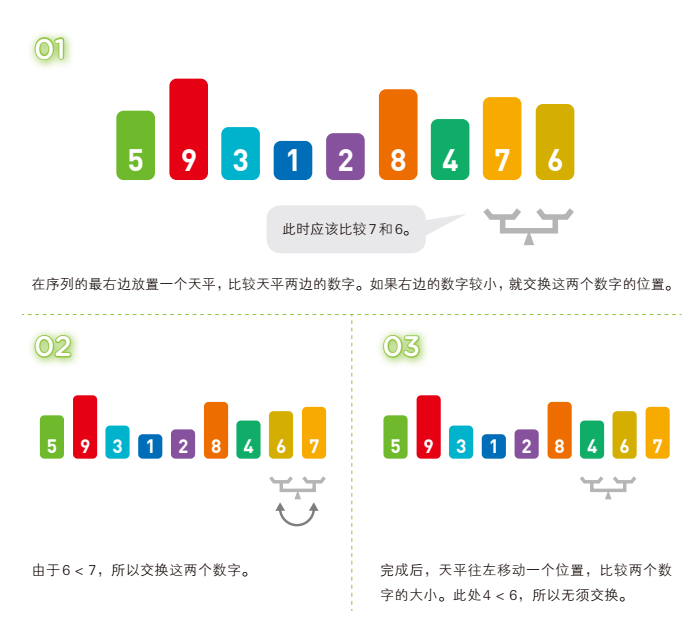 01
5 9 3 1 2 8 4 7 6
此时应该比较7和6。
在序列的最右边放置一个天平，比较天平两边的数字。如果右边的数字较小，就交换这两个数字的位置。
02
5 9 3 1 2 8 4 6 7
由于6 < 7，所以交换这两个数字。
03
5 9 3 1 2 8 4 6 7
完成后，天平往左移动一个位置，比较两个数
字的大小。此处4 < 6，所以无须交换。